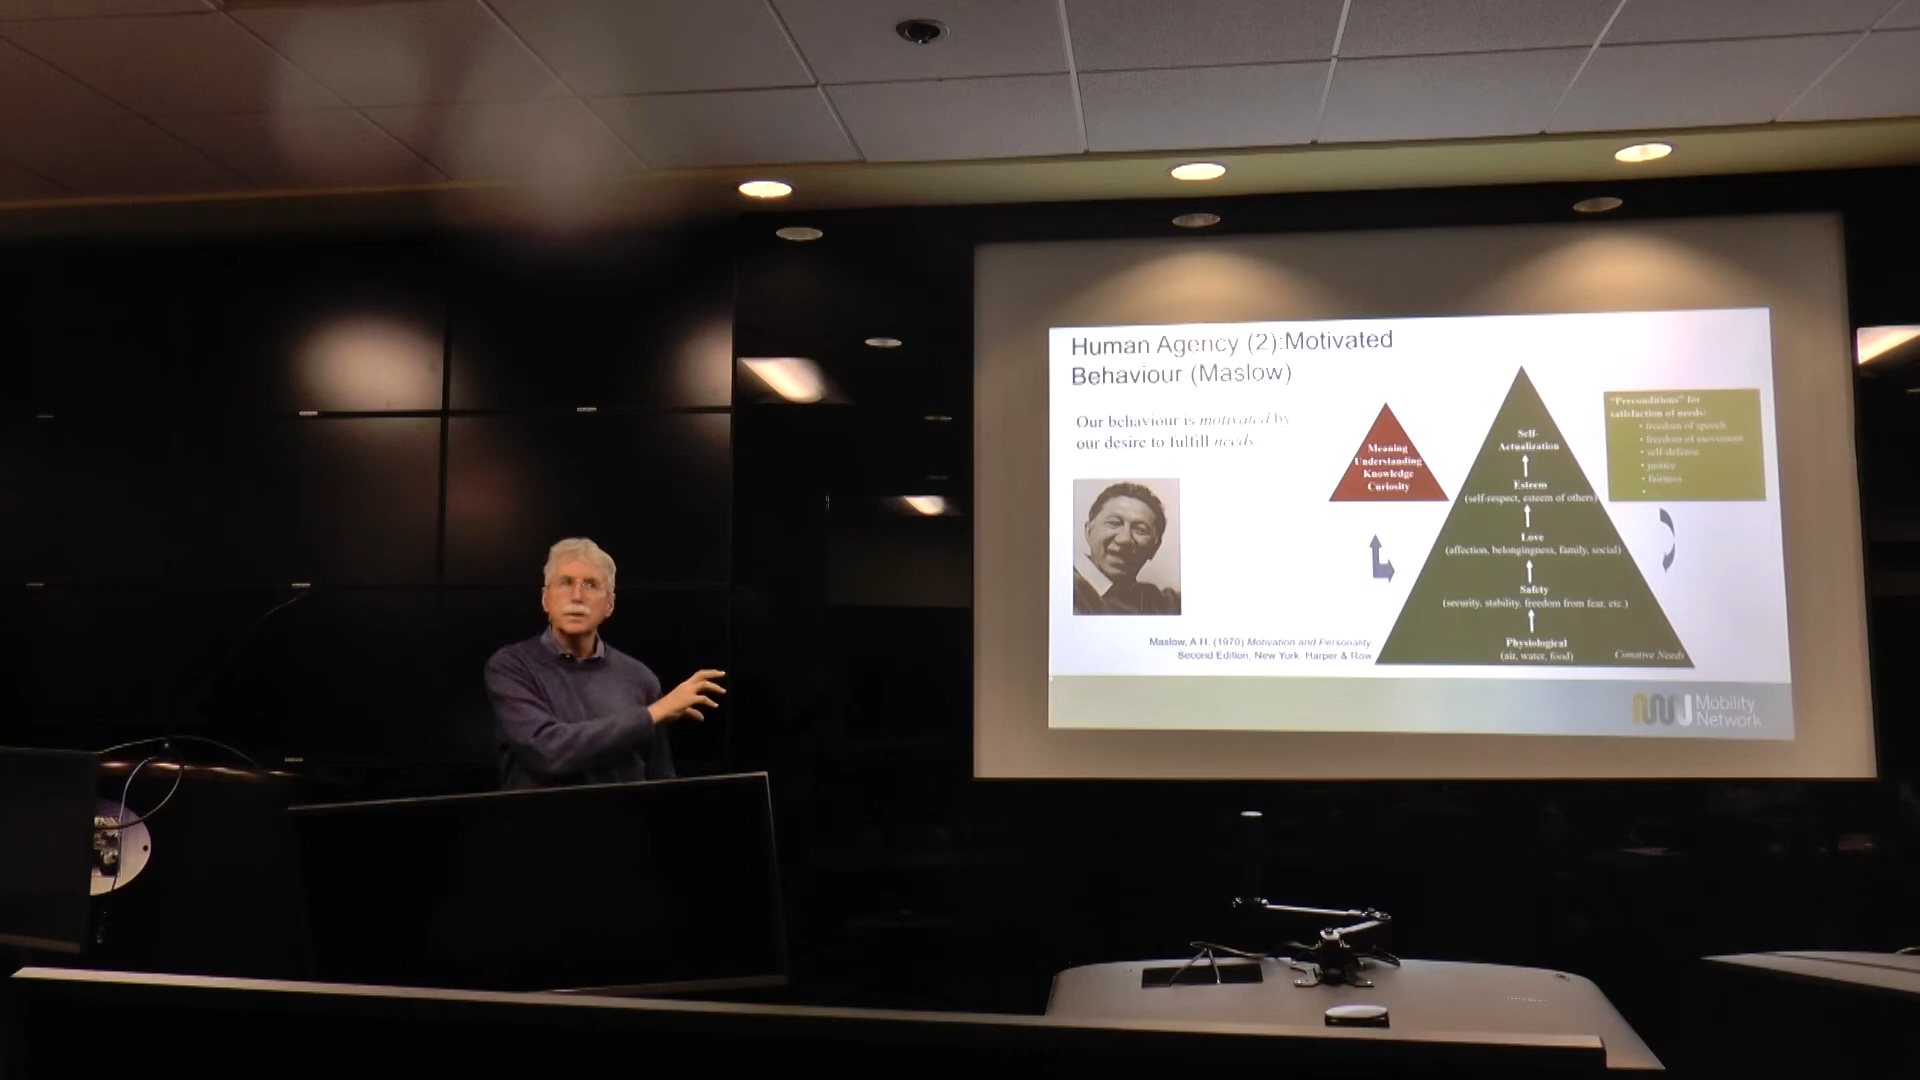 Human Agency (2):Motivated
Behaviour (Maslow)
Our behaviour is motivated by
our desire to fulfill needs
Meaning
Understanding
Knowledge
Curiosity
Self-
Actualization
Esteem
(self-respect, esteem of others)
Love
(affection, belongingness, family, social)
Safety
(security, stability, freedom from fear, etc.)
Physiological
(air, water, food)
Conative Needs
"Preconditions" for
satisfaction of needs:
• freedom of speech
• freedom of movement
• self-defense
• justice
• fairness
Maslow, A.H. (1970) Motivation and Personality
Second Edition, New York: Harper & Row
Mobility
Network